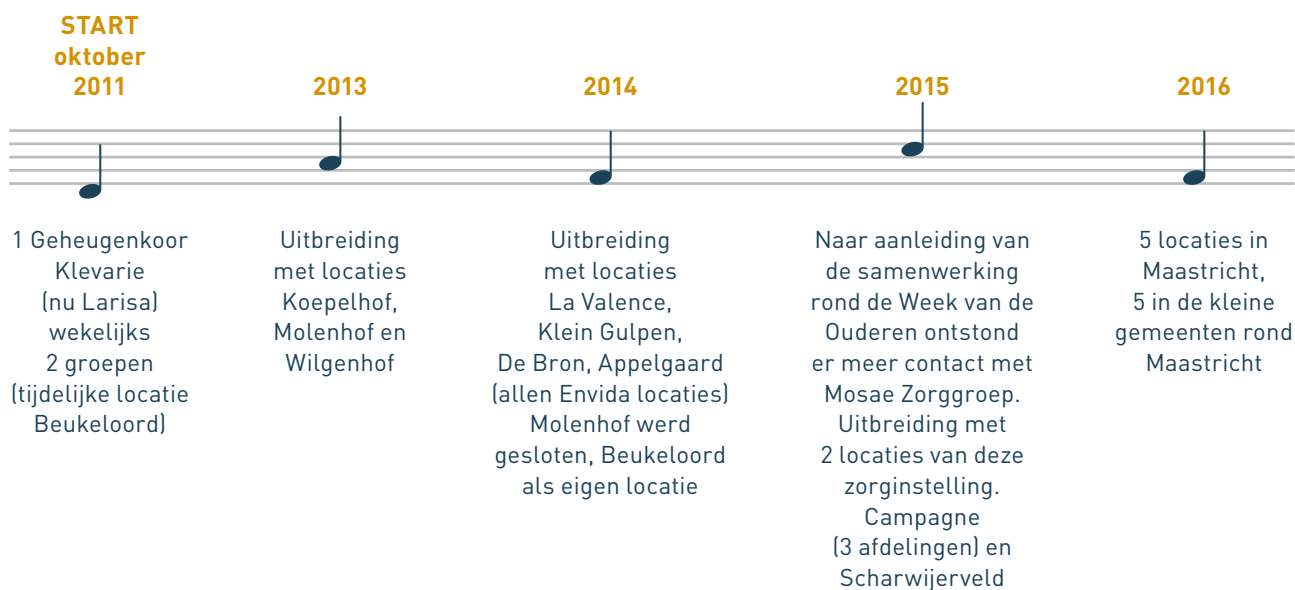 START
oktober
2011
1 Geheugenkoor
Klevarie
(nu Larisa)
wekelijks
2 groepen
(tijdelijke locatie
Beukeloord)
2013
Uitbreiding
met locaties
Koepelhof,
Molenhof en
Wilgenhof
2014
Uitbreiding
met locaties
La Valence,
Klein Gulpen,
De Bron, Appelgaard
(allen Envida locaties)
Molenhof werd
gesloten, Beukeloord
als eigen locatie
2015
Naar aanleiding van
de samenwerking
rond de Week van de
Ouderen ontstond
er meer contact met
Mosae Zorggroep.
Uitbreiding met
2 locaties van deze
zorginstelling.
Campagne
(3 afdelingen) en
Scharwijerveld
2016
5 locaties in
Maastricht,
5 in de kleine
gemeenten rond
Maastricht